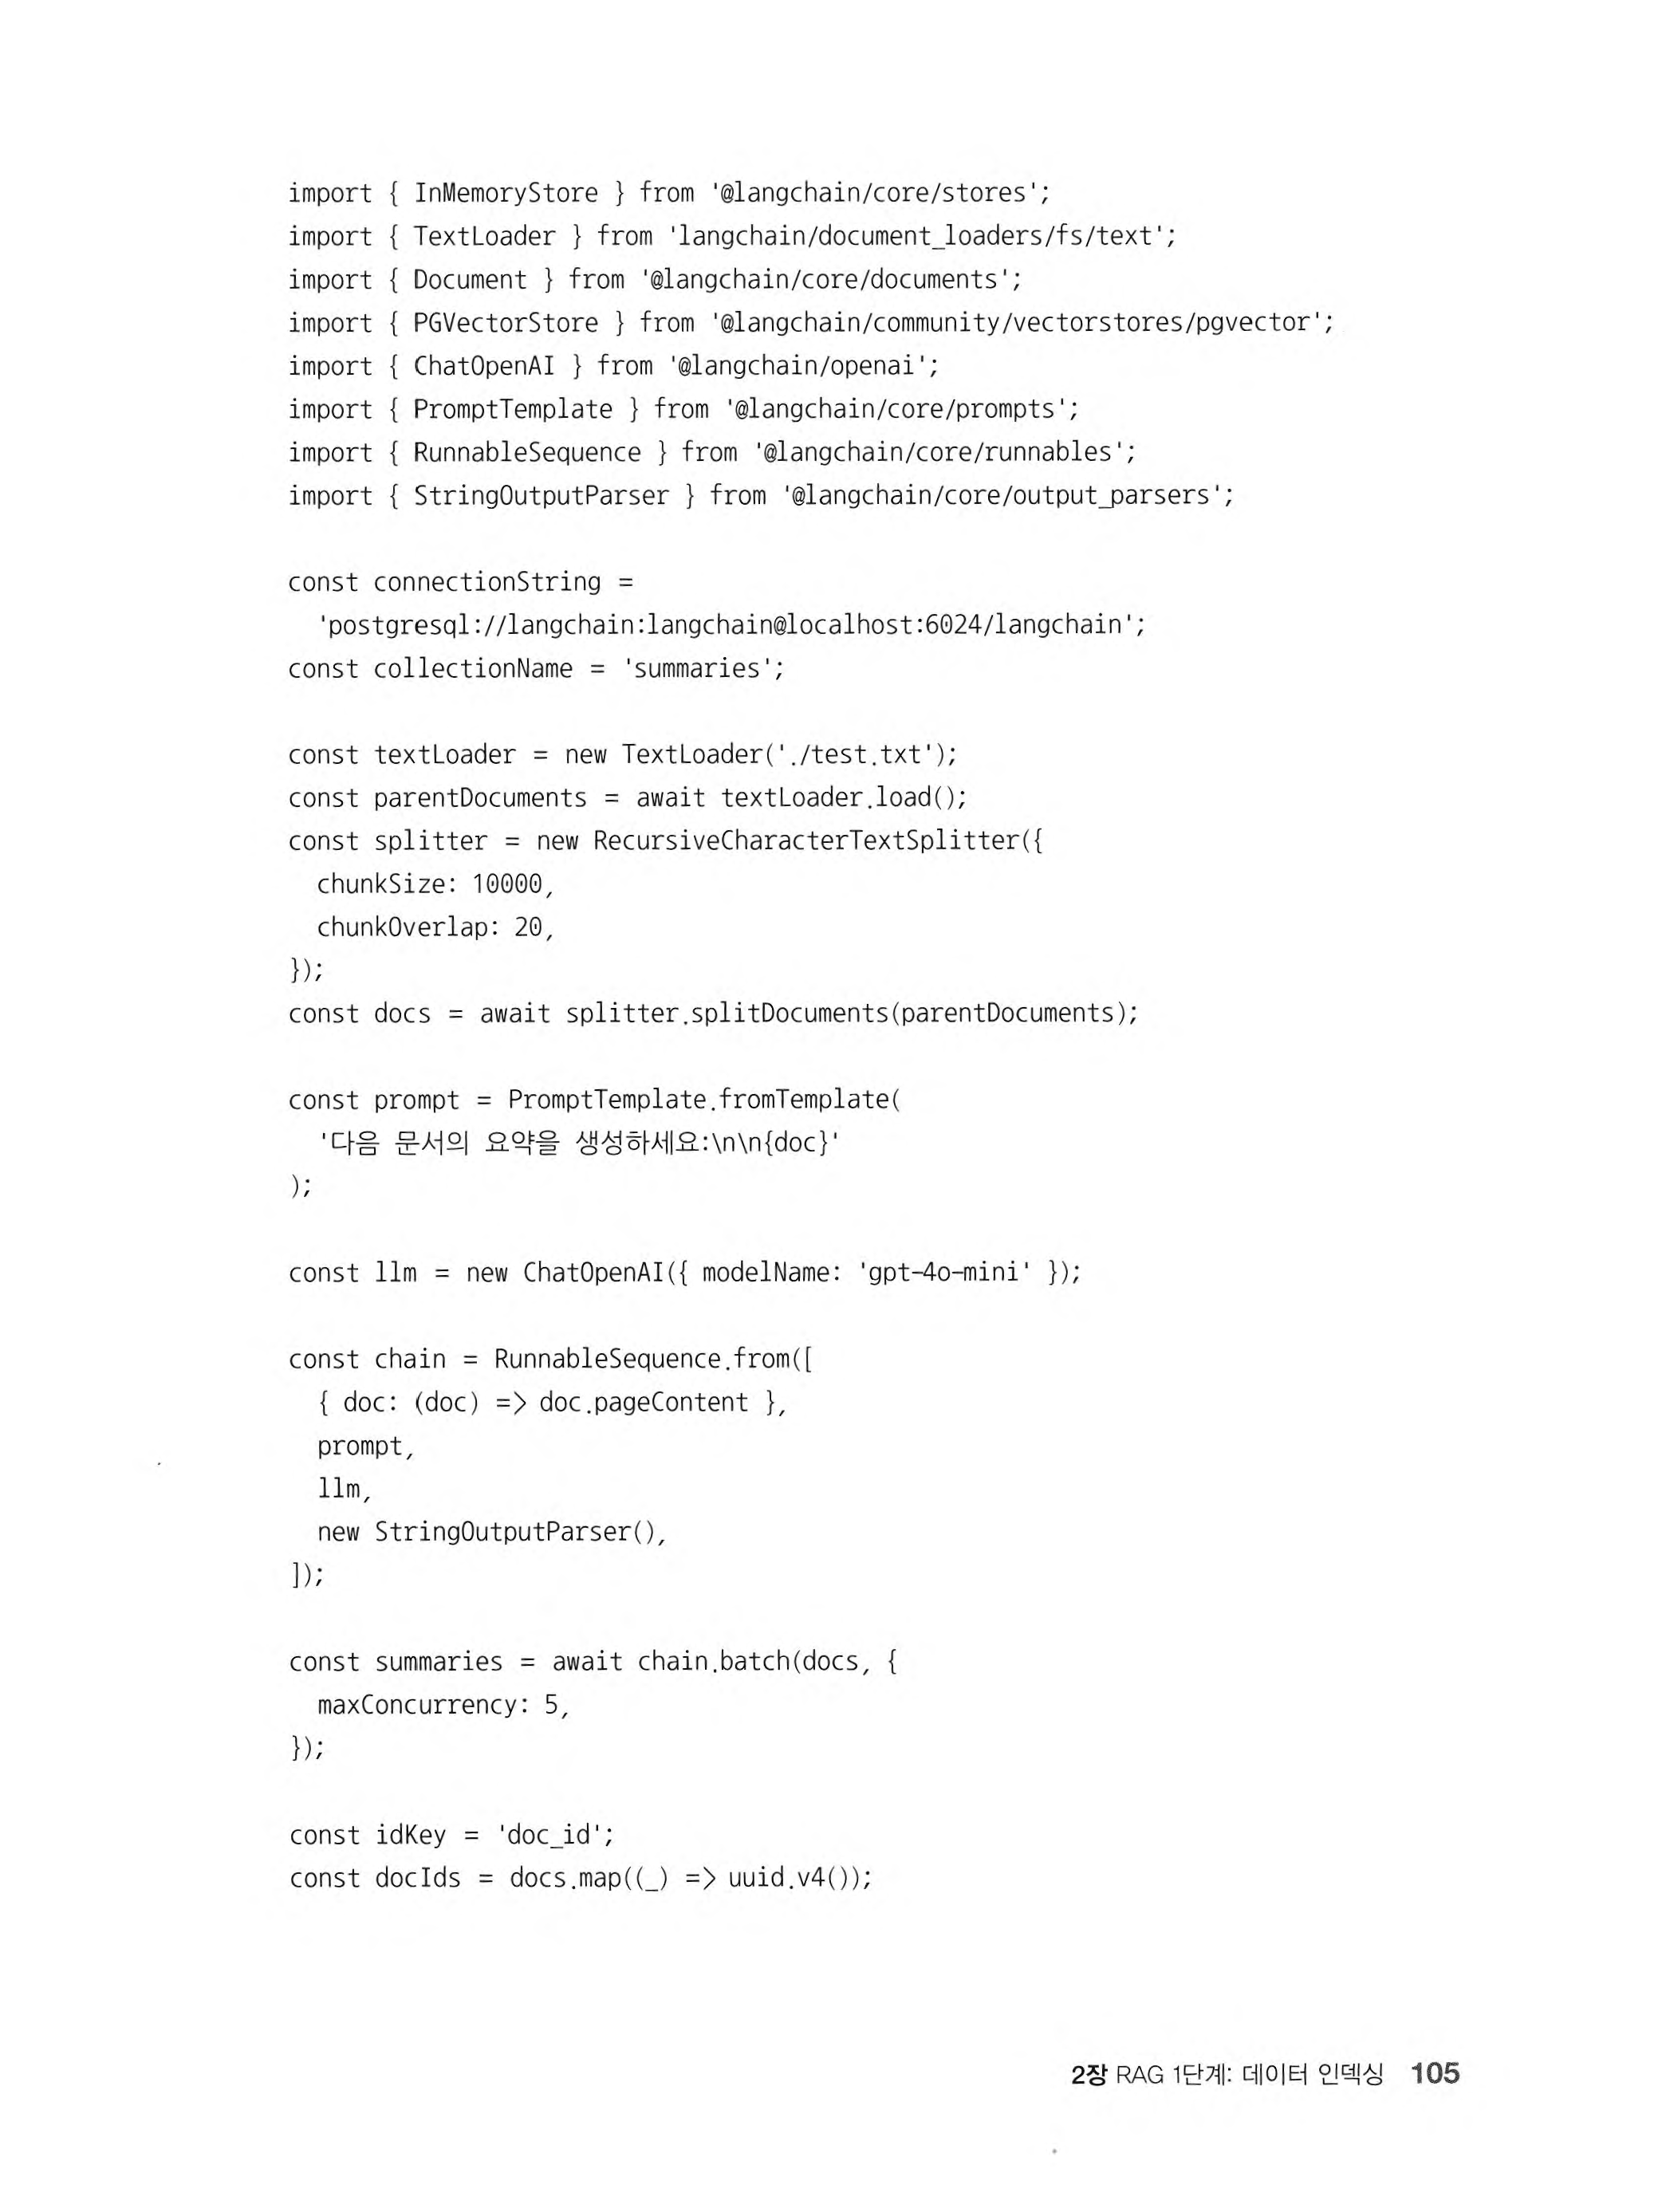 import { InMemoryStore } from '@langchain/core/stores';
import { TextLoader } from 'langchain/document_loaders/fs/text';
import { Document } from '@langchain/core/documents';
import { PGVectorStore } from '@langchain/community/vectorstores/pgvector';
import { ChatOpenAI } from '@langchain/openai';
import { PromptTemplate } from '@langchain/core/prompts';
import { RunnableSequence } from '@langchain/core/runnables';
import { StringOutputParser } from '@langchain/core/output_parsers';

const connectionString =
  'postgresql://langchain:langchain@localhost:6024/langchain';
const collectionName = 'summaries';

const textLoader = new TextLoader('./test.txt');
const parentDocuments = await textLoader.load();
const splitter = new RecursiveCharacterTextSplitter({
  chunkSize: 10000,
  chunkOverlap: 20,
});
const docs = await splitter.splitDocuments(parentDocuments);

const prompt = PromptTemplate.fromTemplate(
  '다음 문서의 요약을 생성하세요:\n\n{doc}'
);

const llm = new ChatOpenAI({ modelName: 'gpt-4o-mini' });

const chain = RunnableSequence.from([
  { doc: (doc) => doc.pageContent },
  prompt,
  llm,
  new StringOutputParser(),
]);

const summaries = await chain.batch(docs, {
  maxConcurrency: 5,
});

const idKey = 'doc_id';
const docIds = docs.map((_) => uuid.v4());

2장 RAG 1단계: 데이터 인덱싱 105